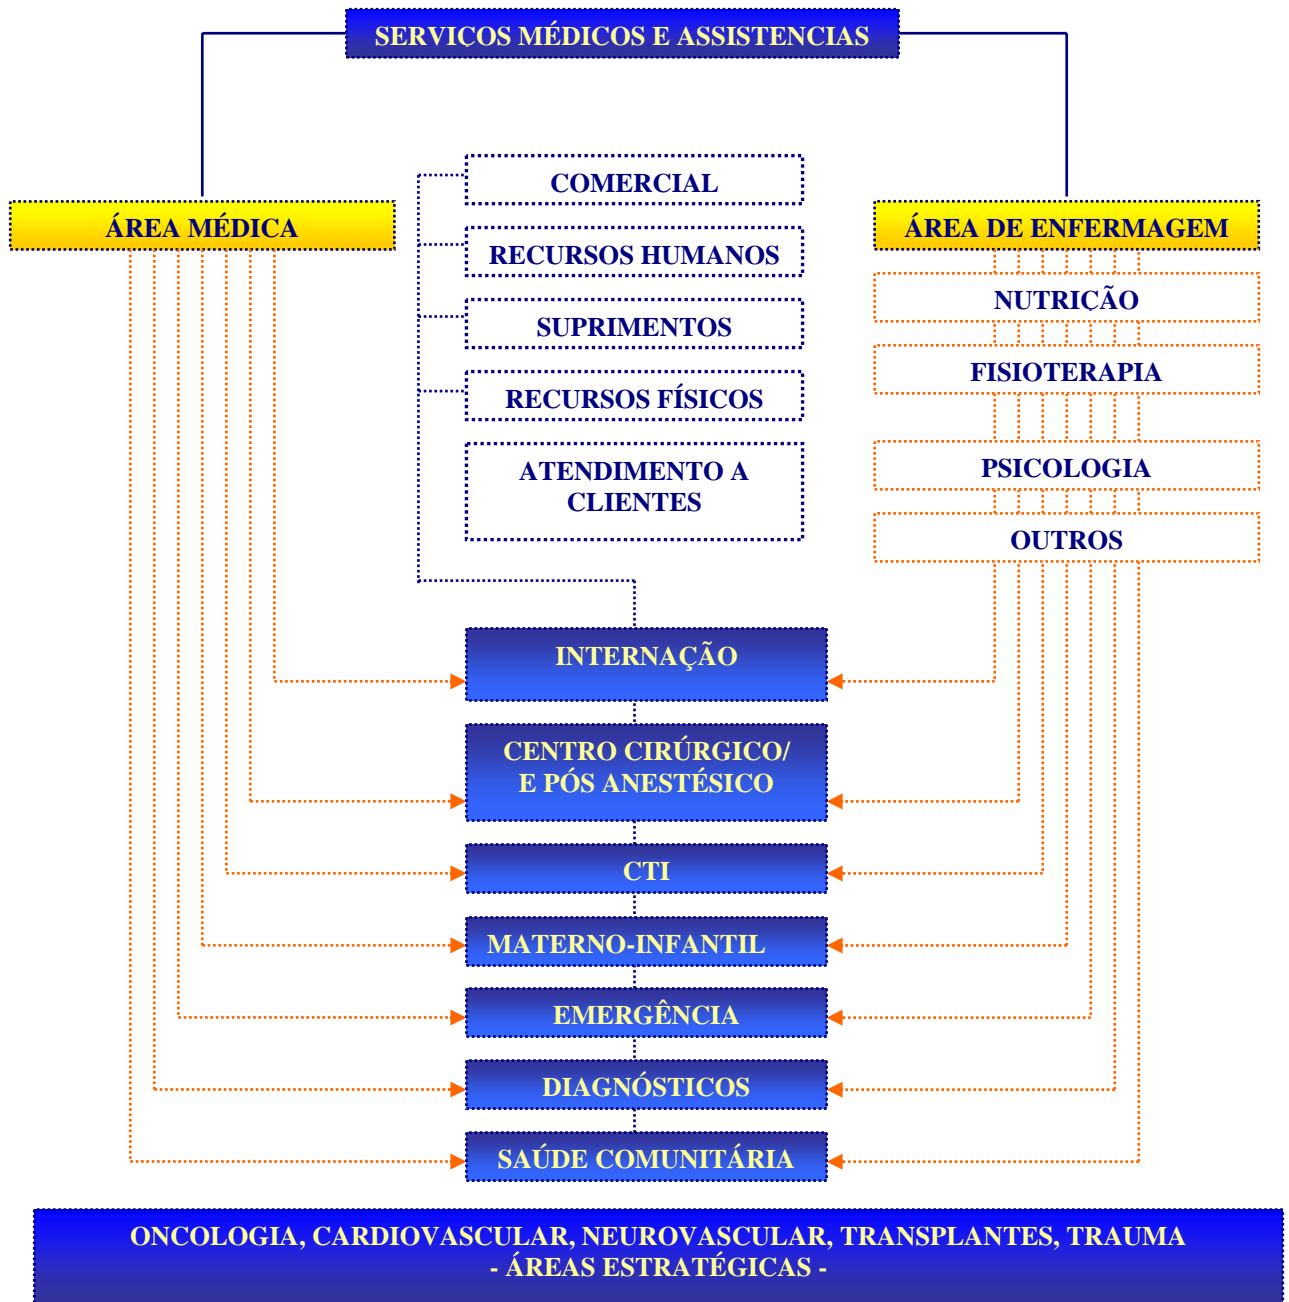 SERVIÇOS MÉDICOS E ASSISTENCIAS
COMERCIAL
ÁREA MÉDICA
ÁREA DE ENFERMAGEM
RECURSOS HUMANOS
NUTRIÇÃO
SUPRIMENTOS
FISIOTERAPIA
RECURSOS FÍSICOS
ATENDIMENTO A
CLIENTES
PSICOLOGIA
OUTROS
INTERNAÇÃO
CENTRO CIRÚRGICO/
E PÓS ANESTÉSICO
CTI
MATERNO-INFANTIL
EMERGÊNCIA
DIAGNÓSTICOS
SAÚDE COMUNITÁRIA
ONCOLOGIA, CARDIOVASCULAR, NEUROVASCULAR, TRANSPLANTES, TRAUMA
- ÁREAS ESTRATÉGICAS -